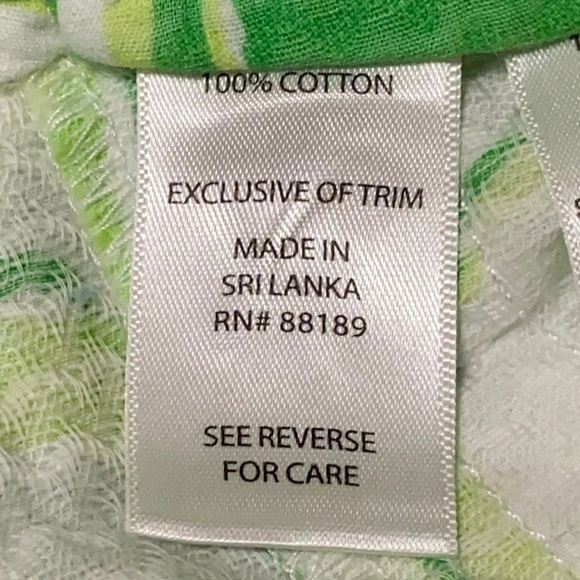 100% COTTON
EXCLUSIVE OF TRIM
MADE IN
SRI LANKA
RN# 88189
SEE REVERSE
FOR CARE